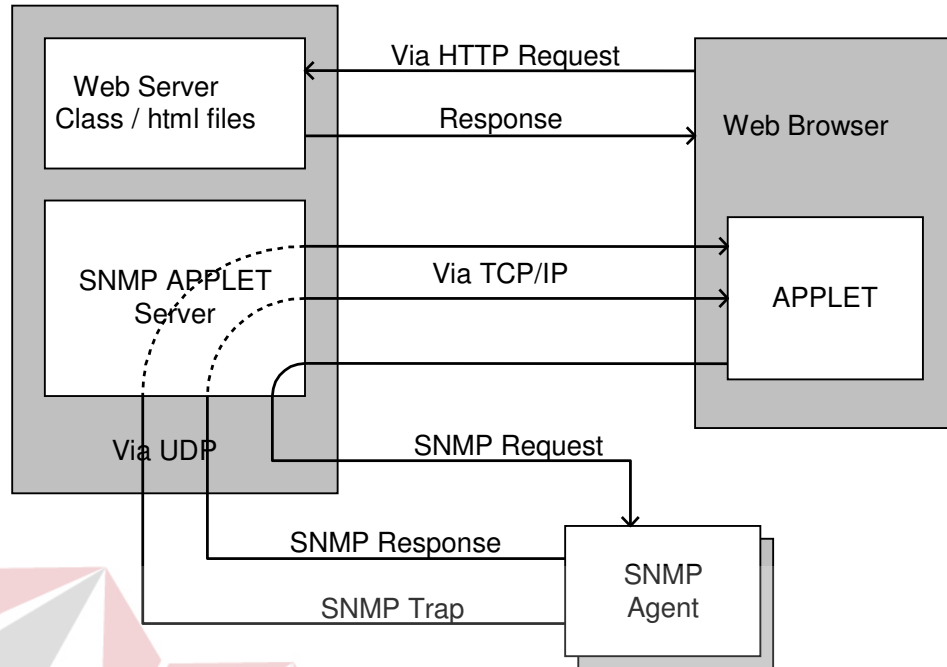 Via HTTP Request
Web Server
Class / html files
Response
Web Browser
SNMP APPLET
Server
Via TCP/IP
APPLET
Via UDP
SNMP Request
SNMP Response
SNMP
Agent
SNMP Trap